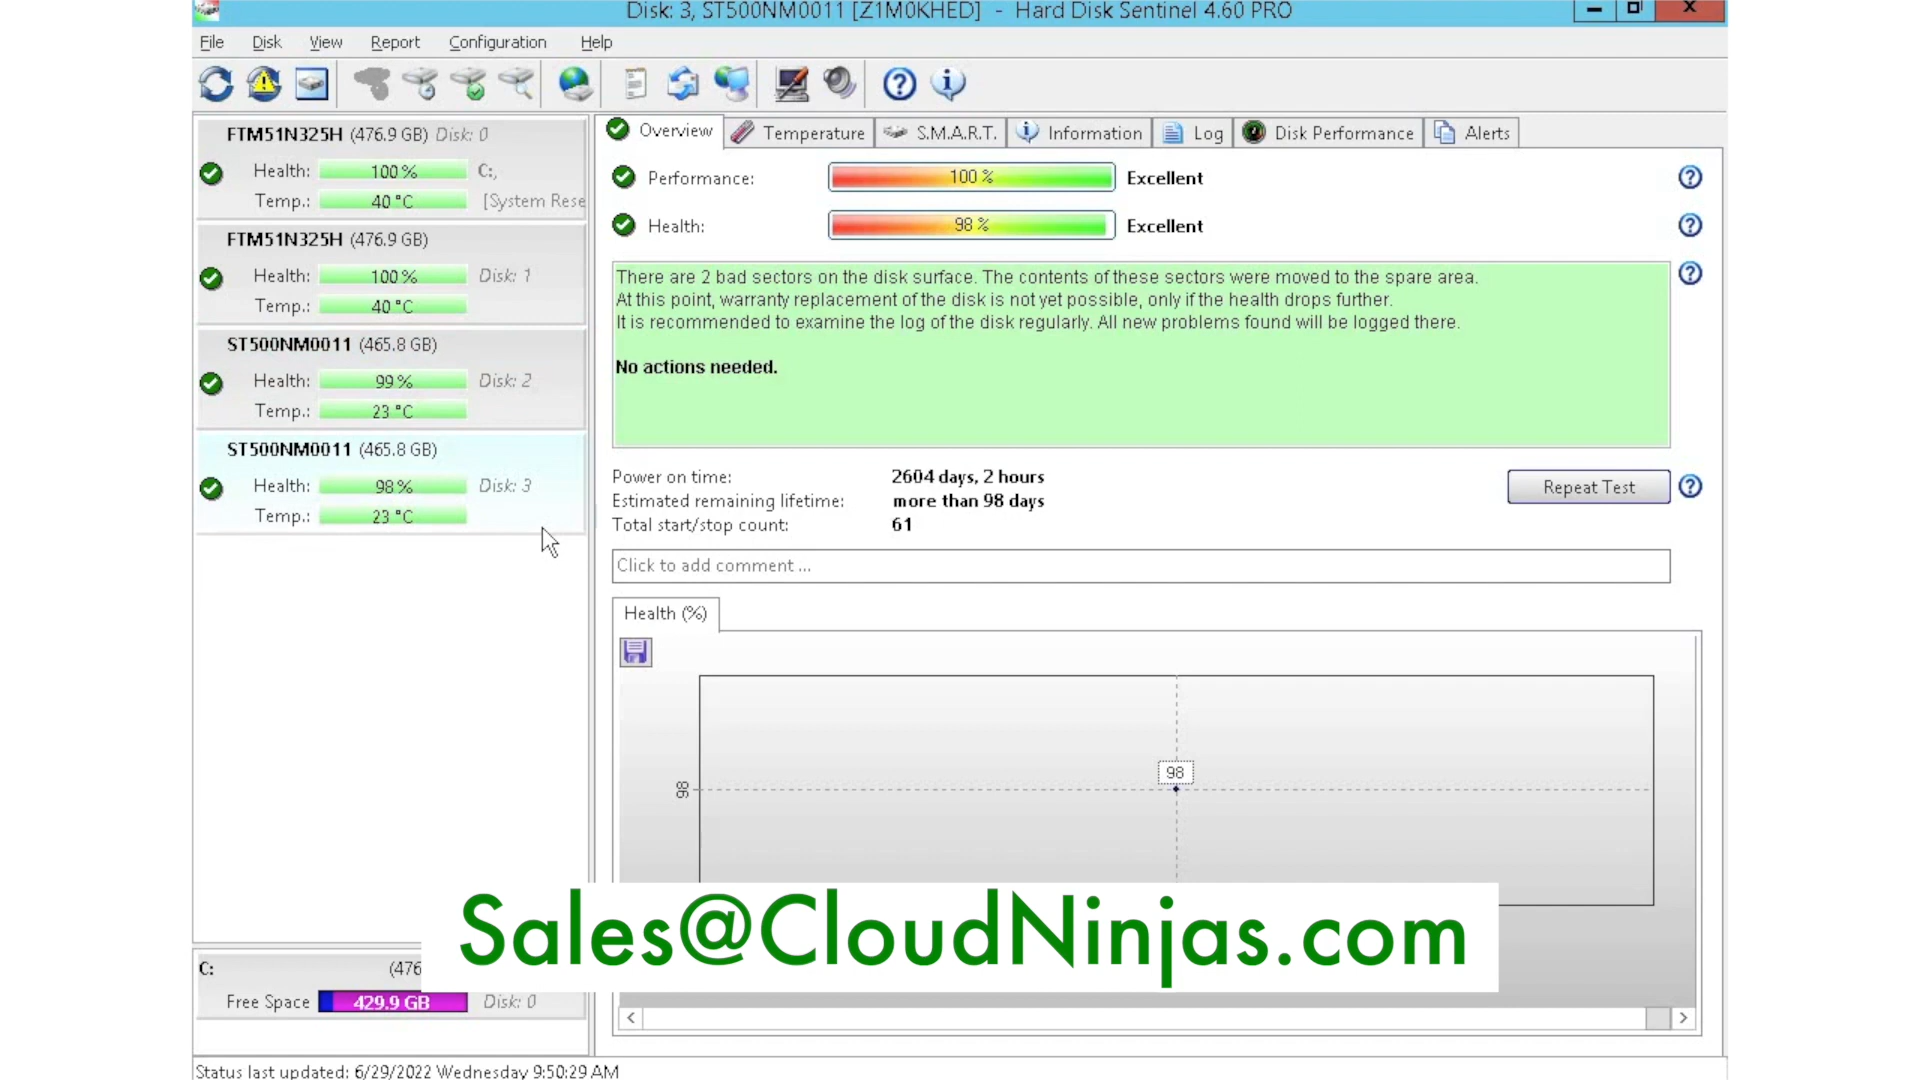 Disk: 3, ST500NM0011 [Z1M0KHED] - Hard Disk Sentinel 4.60 PRO
File Disk View Report Configuration Help
FTM51N325H (476.9 GB) Disk: 0
Health: 100 % C:,
Temp.: 40 °C [System Rese
FTM51N325H (476.9 GB)
Health: 100 % Disk: 1
Temp.: 40 °C
ST500NM0011 (465.8 GB)
Health: 99 % Disk: 2
Temp.: 23 °C
ST500NM0011 (465.8 GB)
Health: 98 % Disk: 3
Temp.: 23 °C
C: (476
Free Space 429.9 GB Disk: 0
Overview Temperature S.M.A.R.T. Information Log Disk Performance Alerts
Performance: 100 % Excellent
Health: 98 % Excellent
There are 2 bad sectors on the disk surface. The contents of these sectors were moved to the spare area.
At this point, warranty replacement of the disk is not yet possible, only if the health drops further.
It is recommended to examine the log of the disk regularly. All new problems found will be logged there.
No actions needed.
Power on time: 2604 days, 2 hours
Estimated remaining lifetime: more than 98 days
Total start/stop count: 61
Repeat Test
Click to add comment ...
Health (%)
98
98
Sales@CloudNinjas.com
Status last updated: 6/29/2022 Wednesday 9:50:29 AM